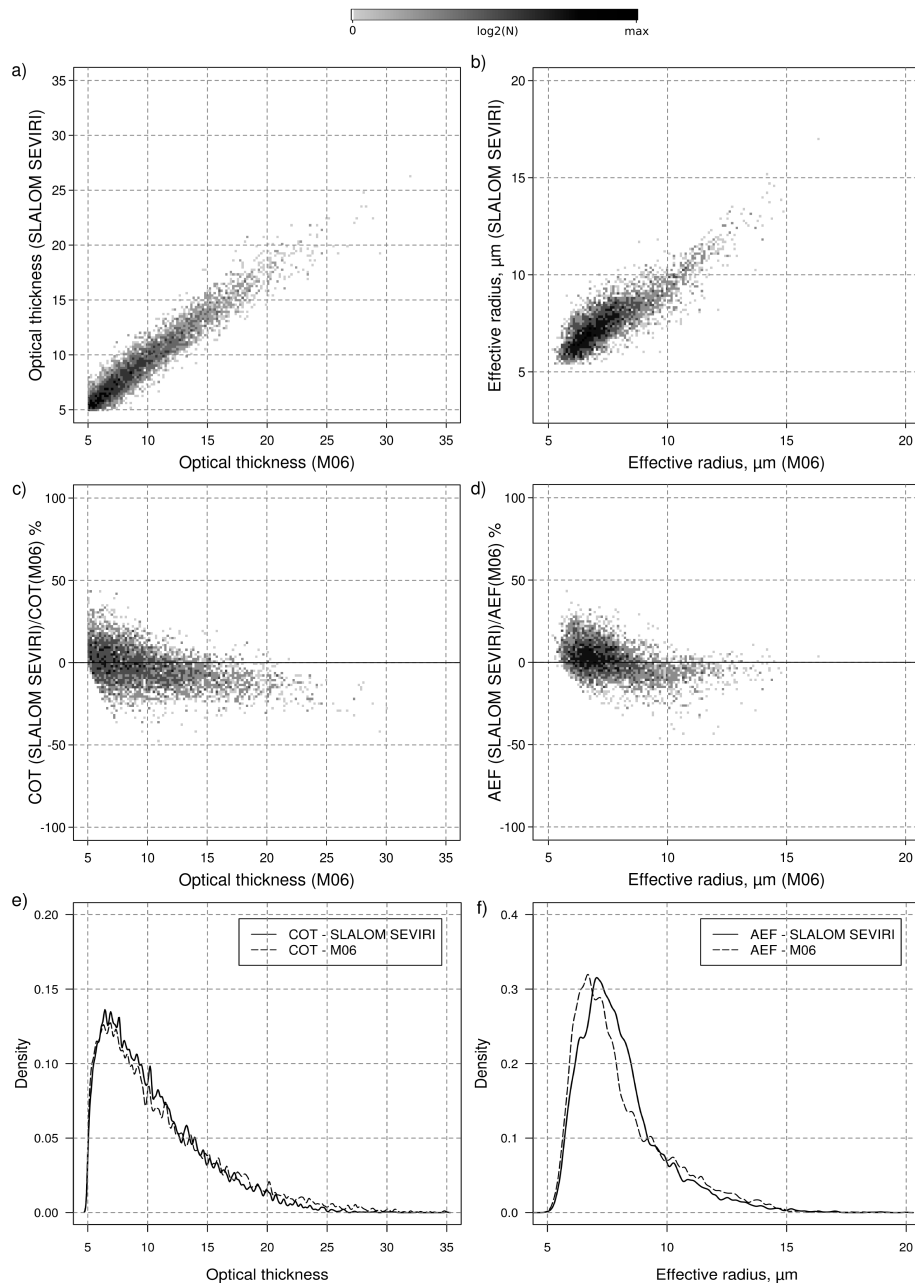 0 log2(N) max
a)
Optical thickness (SLALOM SEVIRI)
35
30
25
20
15
10
5
5 10 15 20 25 30 35
Optical thickness (M06)
b)
Effective radius, µm (SLALOM SEVIRI)
20
15
10
5
5 10 15 20
Effective radius, µm (M06)
c)
COT (SLALOM SEVIRI)/COT(M06) %
100
50
0
-50
-100
5 10 15 20 25 30 35
Optical thickness (M06)
d)
AEF (SLALOM SEVIRI)/AEF(M06) %
100
50
0
-50
-100
5 10 15 20
Effective radius, µm (M06)
e)
Density
0.20
0.15
0.10
0.05
0.00
COT - SLALOM SEVIRI
COT - M06
5 10 15 20 25 30 35
Optical thickness
f)
Density
0.4
0.3
0.2
0.1
0.0
AEF - SLALOM SEVIRI
AEF - M06
5 10 15 20
Effective radius, µm